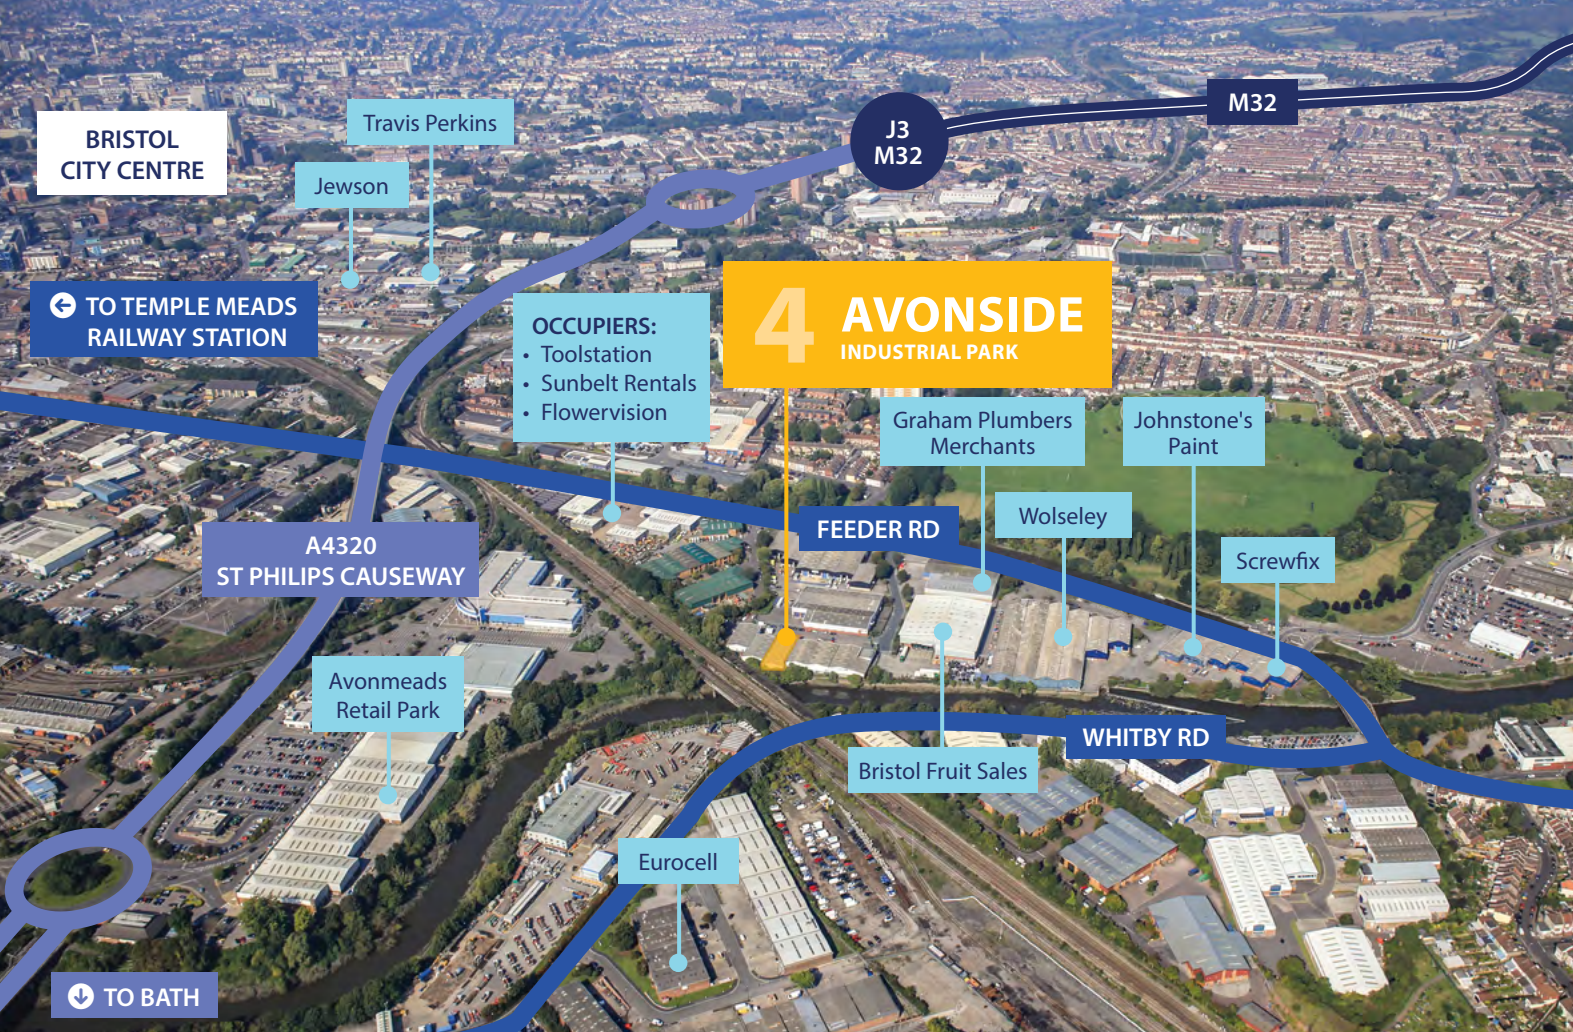 BRISTOL
CITY CENTRE
Travis Perkins
Jewson
J3
M32
M32
TO TEMPLE MEADS
RAILWAY STATION
OCCUPIERS:
• Toolstation
• Sunbelt Rentals
• Flowervision
4 AVONSIDE
INDUSTRIAL PARK
Graham Plumbers
Merchants
Johnstone's
Paint
Wolseley
FEEDER RD
Screwfix
A4320
ST PHILIPS CAUSEWAY
Avonmeads
Retail Park
WHITBY RD
Bristol Fruit Sales
Eurocell
TO BATH